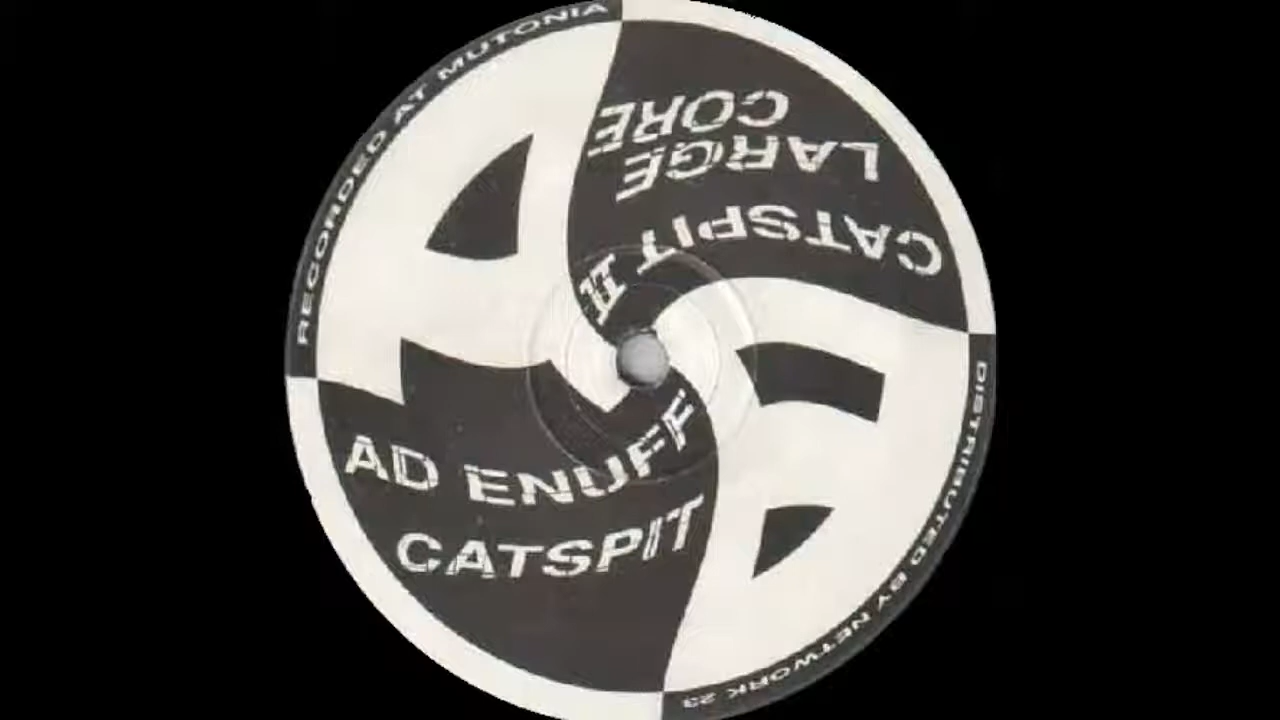 RECORDED AT MUTONIA
CATSPIT II
LARGE
CORE
AD ENUFF
CATSPIT
DISTRIBUTED BY NETWORK 23